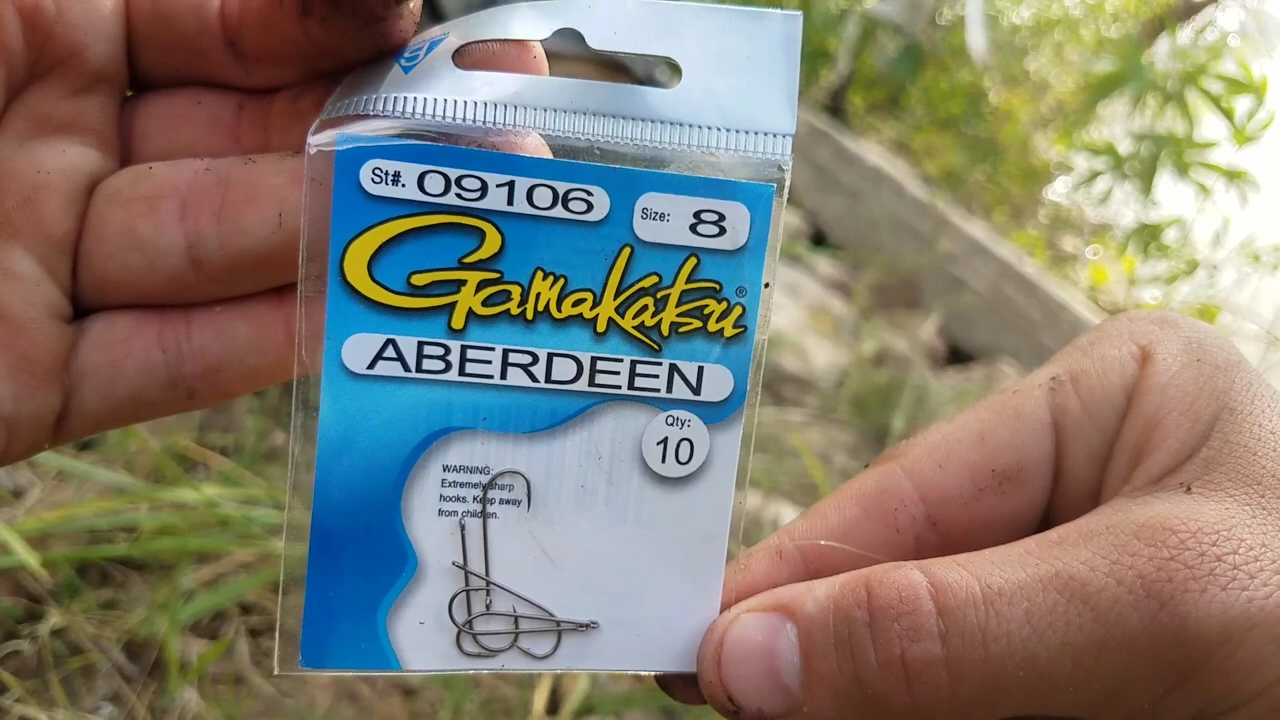 St#. 09106
Size: 8
Gamakatsu®
ABERDEEN
Qty:
10
WARNING:
Extremely sharp
hooks. Keep away
from children.